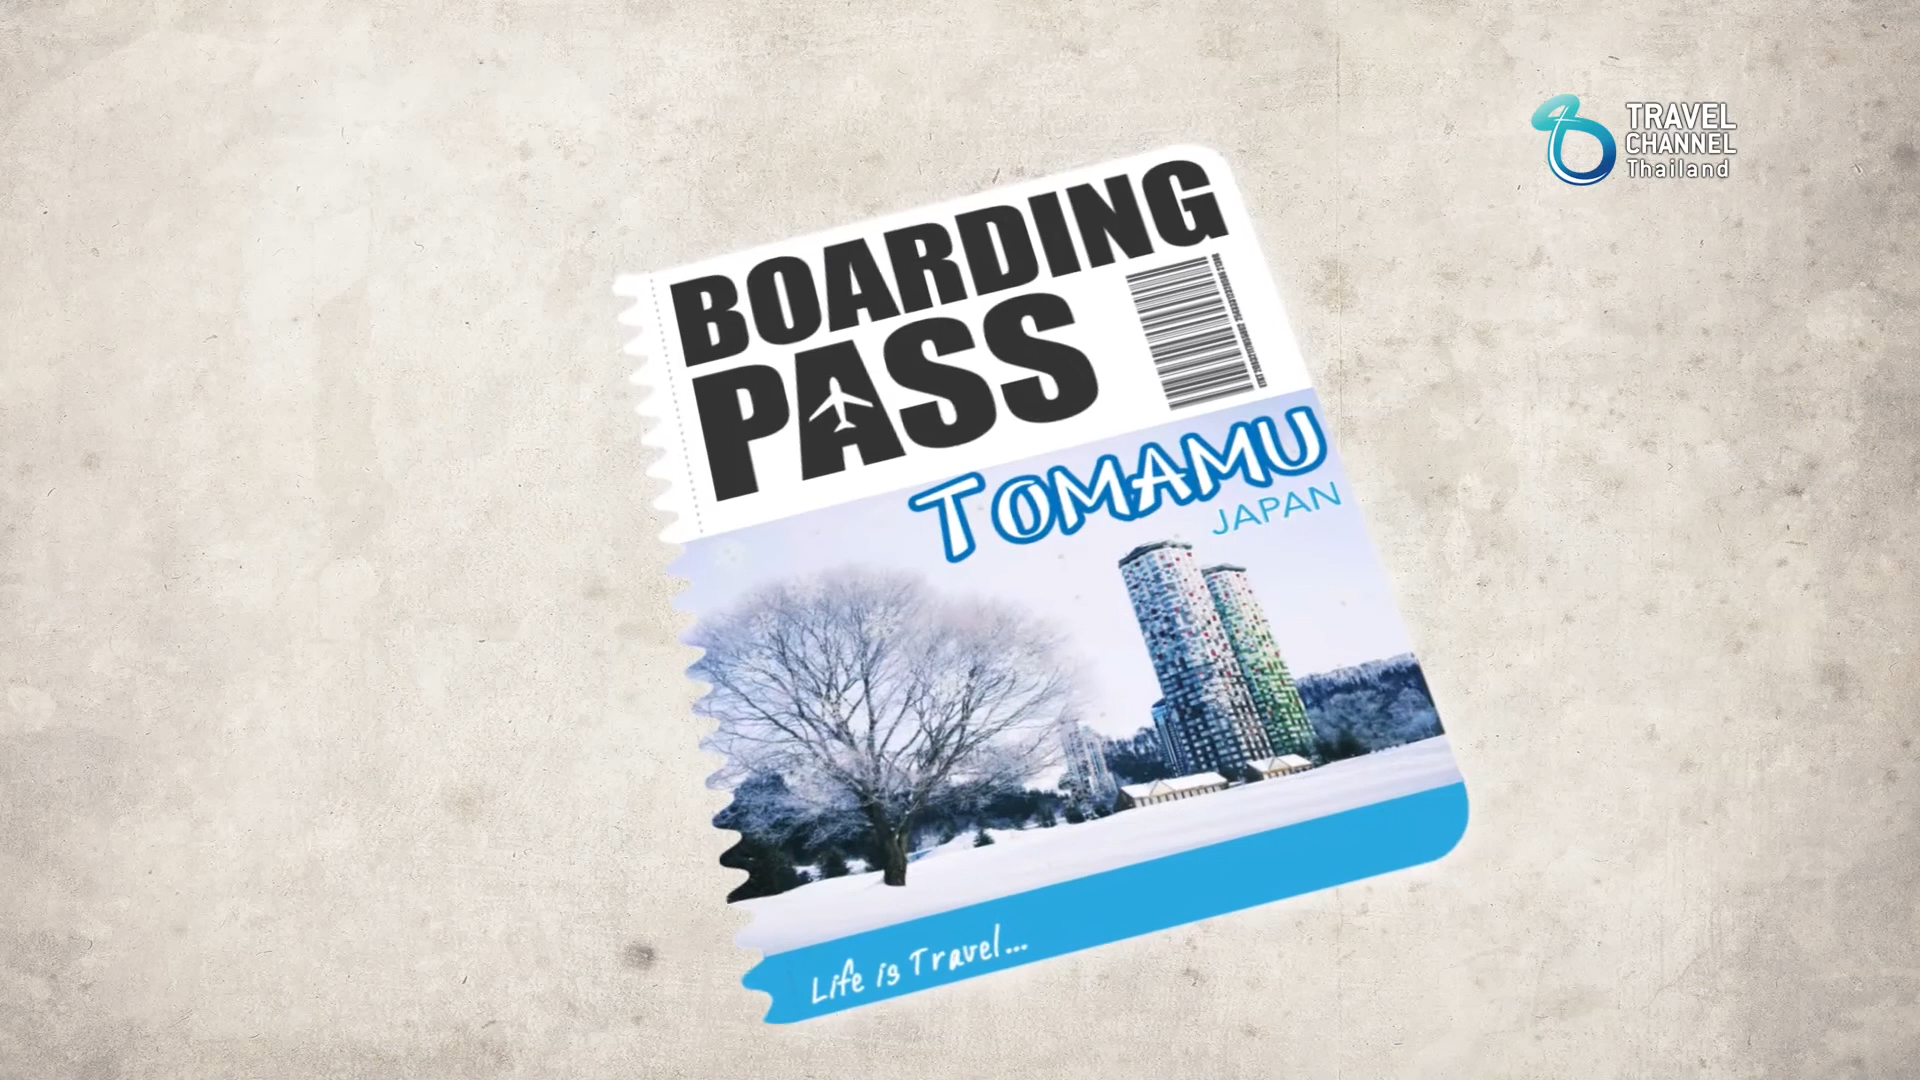 TRAVEL
CHANNEL
Thailand
BOARDING
PASS
TOMAMU
JAPAN
Life is Travel...